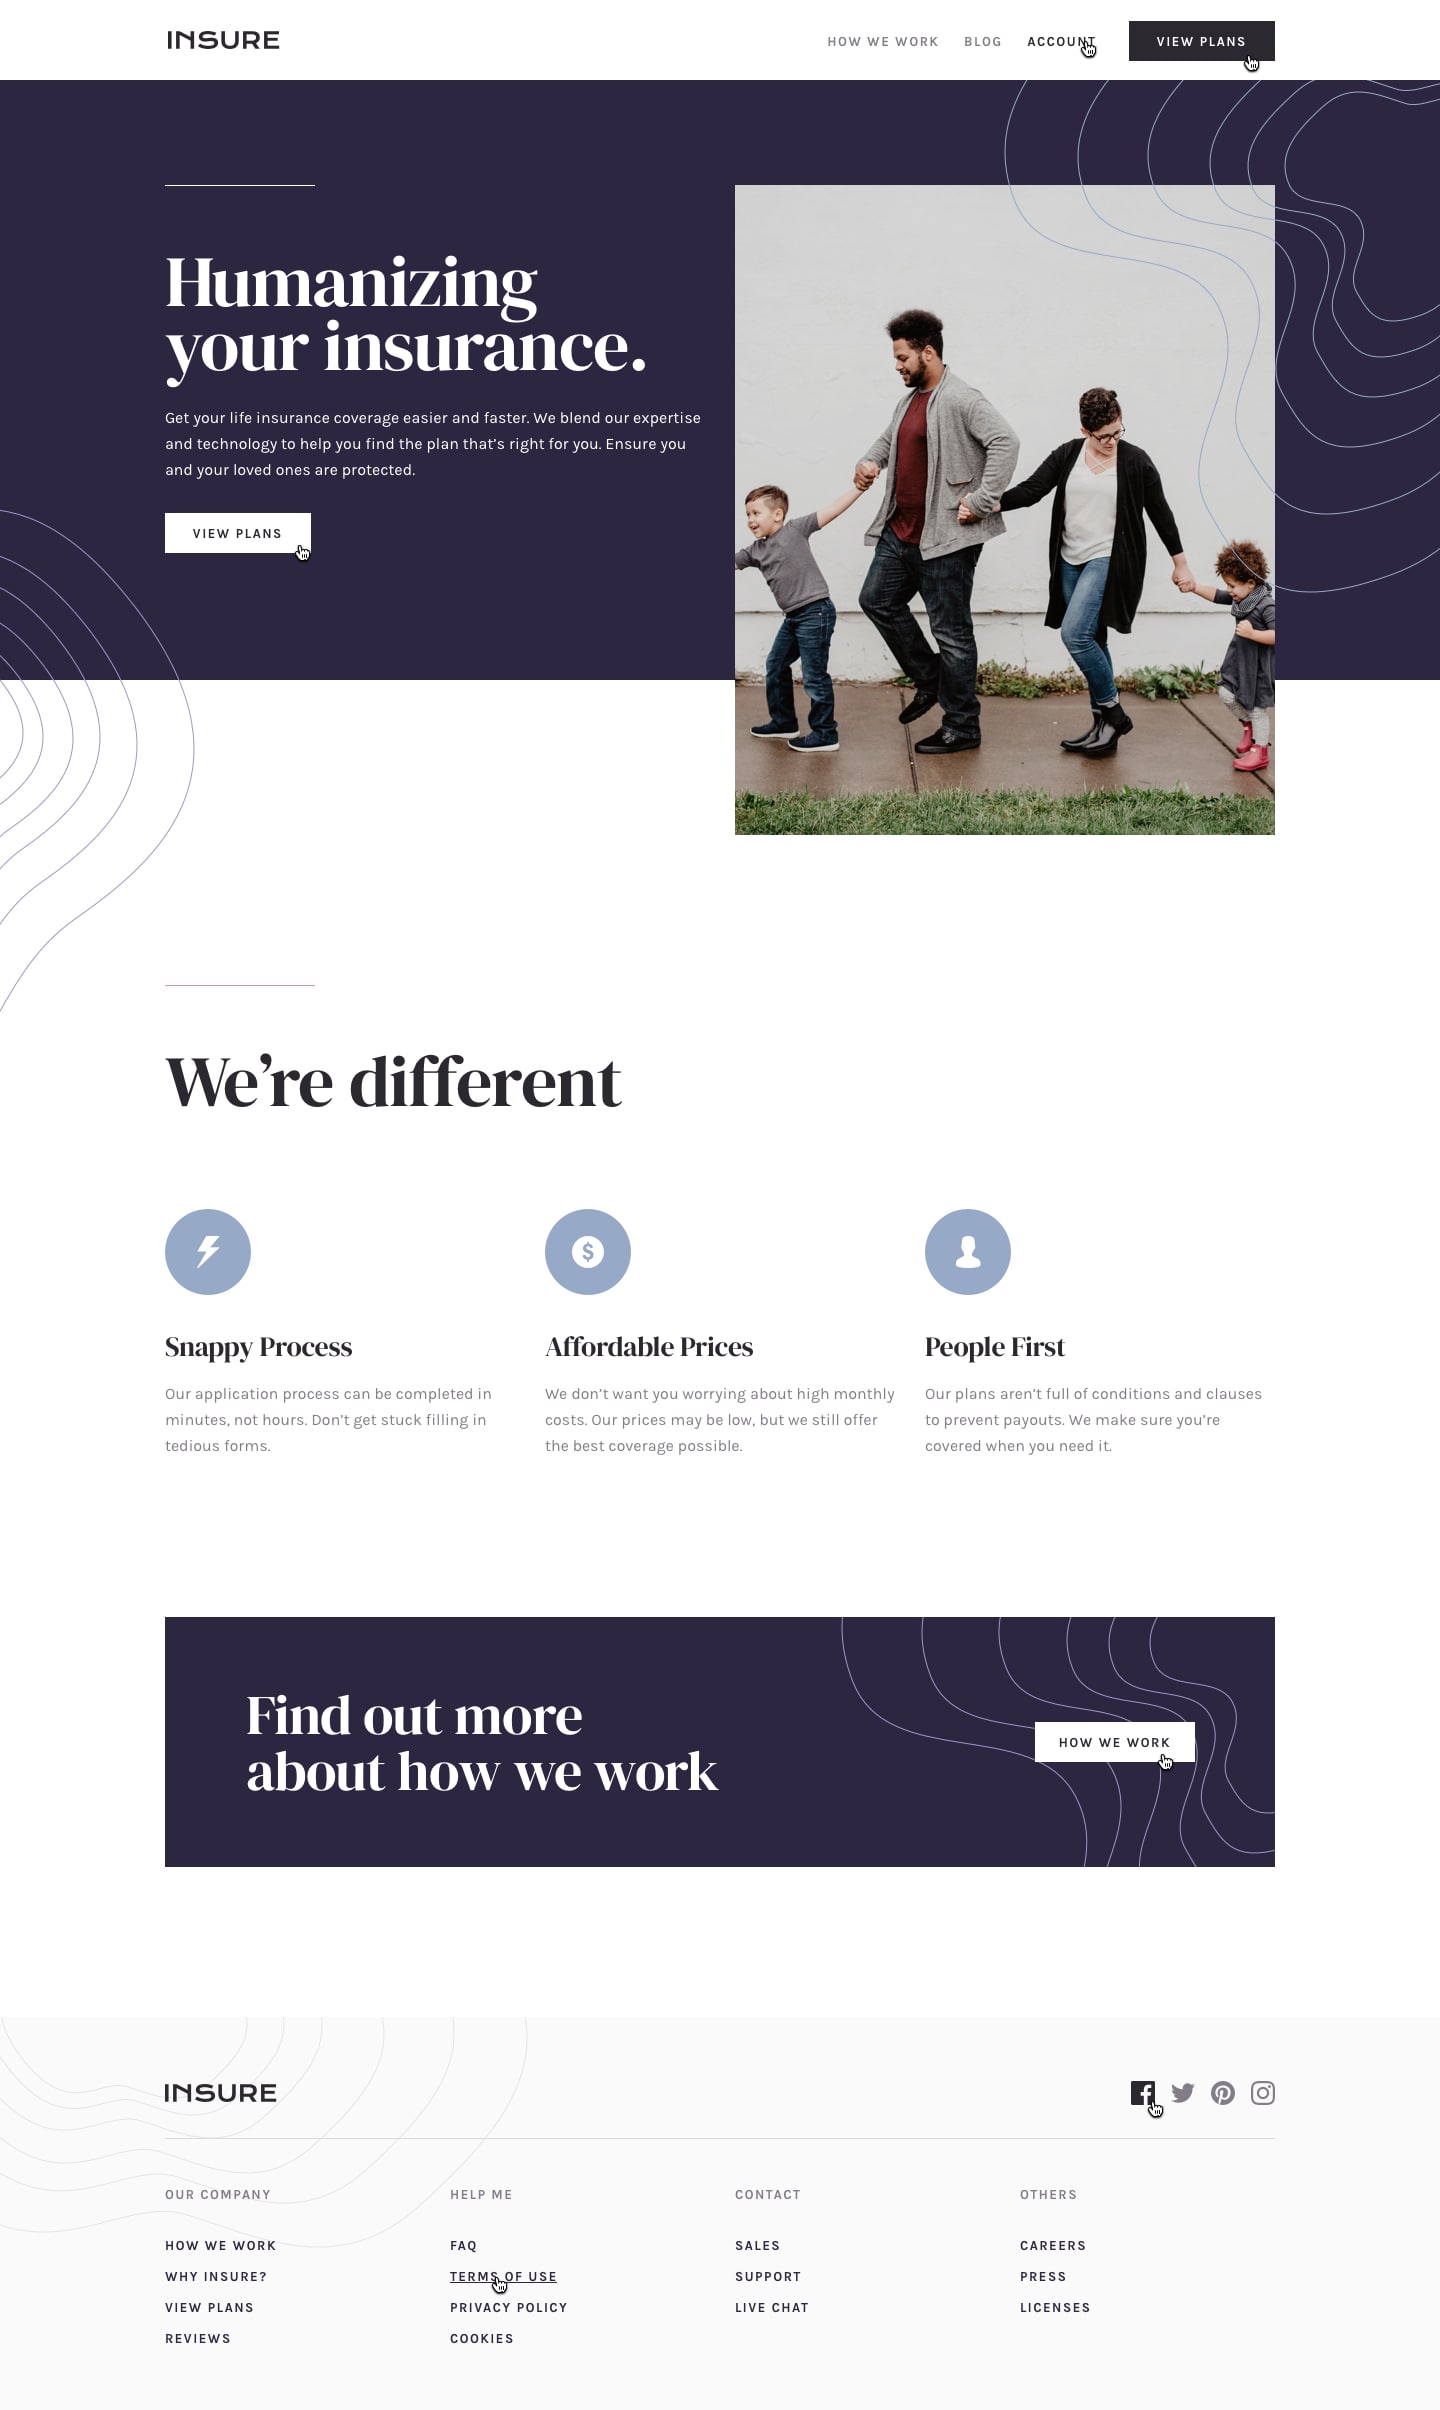 INSURE
HOW WE WORK
BLOG
ACCOUNT
VIEW PLANS
Humanizing
your insurance.
Get your life insurance coverage easier and faster. We blend our expertise
and technology to help you find the plan that’s right for you. Ensure you
and your loved ones are protected.
VIEW PLANS
We’re different
Snappy Process
Our application process can be completed in
minutes, not hours. Don’t get stuck filling in
tedious forms.
Affordable Prices
We don’t want you worrying about high monthly
costs. Our prices may be low, but we still offer
the best coverage possible.
People First
Our plans aren’t full of conditions and clauses
to prevent payouts. We make sure you’re
covered when you need it.
Find out more
about how we work
HOW WE WORK
INSURE
OUR COMPANY
HOW WE WORK
WHY INSURE?
VIEW PLANS
REVIEWS
HELP ME
FAQ
TERMS OF USE
PRIVACY POLICY
COOKIES
CONTACT
SALES
SUPPORT
LIVE CHAT
OTHERS
CAREERS
PRESS
LICENSES